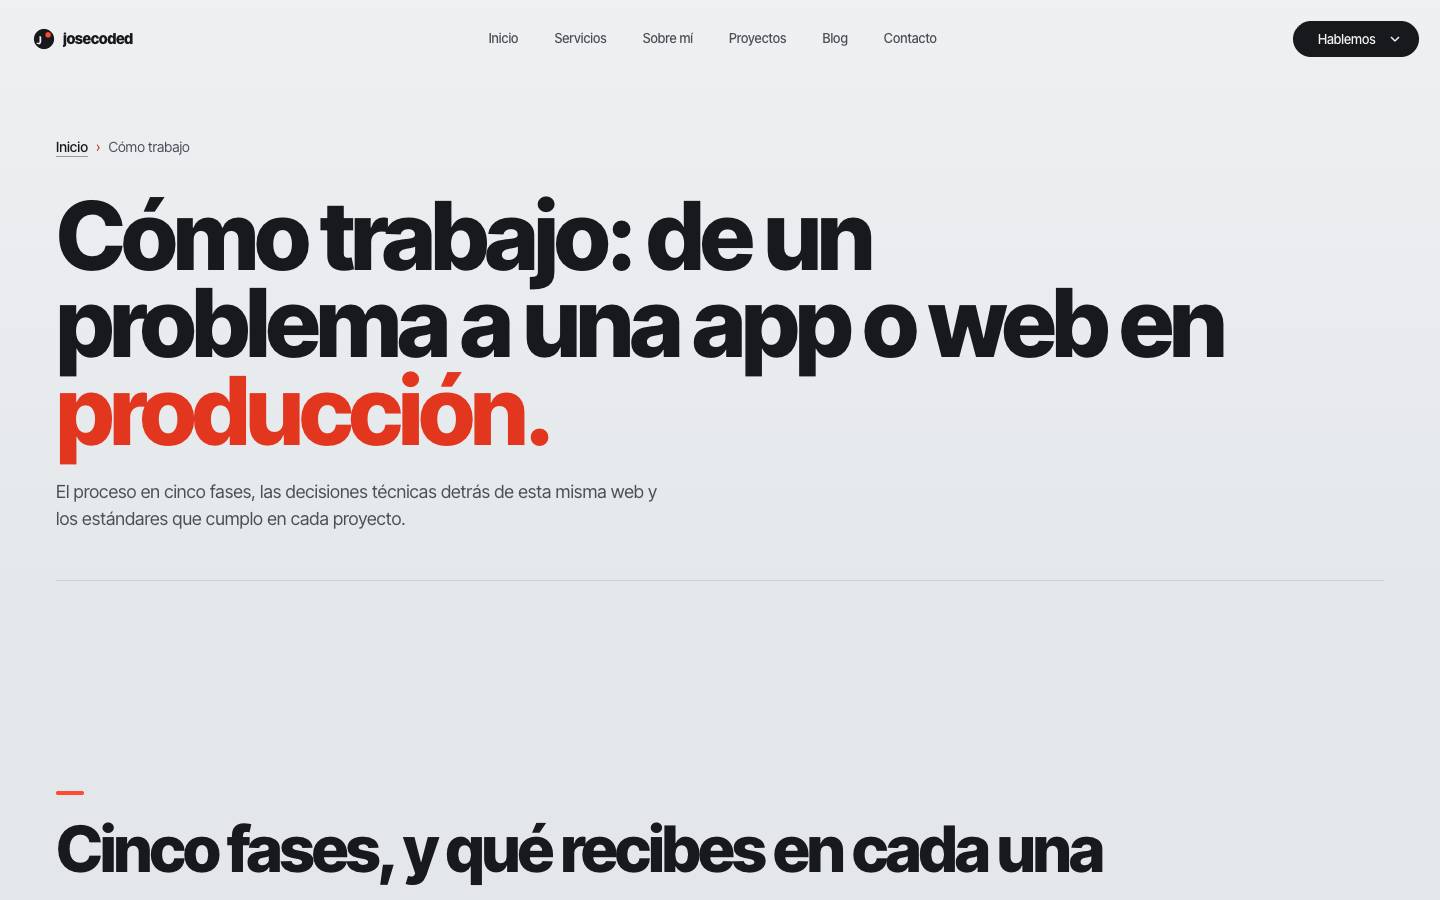 josecoded
Inicio
Servicios
Sobre mí
Proyectos
Blog
Contacto
Hablemos
Inicio › Cómo trabajo
Cómo trabajo: de un
problema a una app o web en
producción.
El proceso en cinco fases, las decisiones técnicas detrás de esta misma web y
los estándares que cumplo en cada proyecto.
Cinco fases, y qué recibes en cada una